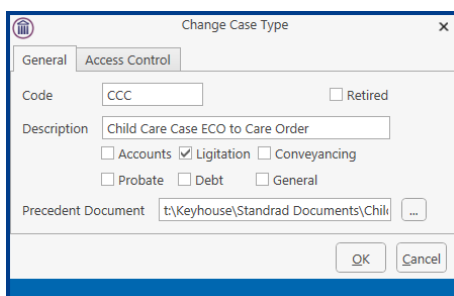 Change Case Type
General Access Control
Code CCC Retired
Description Child Care Case ECO to Care Order
Accounts Ligitation Conveyancing
Probate Debt General
Precedent Document t:\Keyhouse\Standrad Documents\Chil ...
OK Cancel